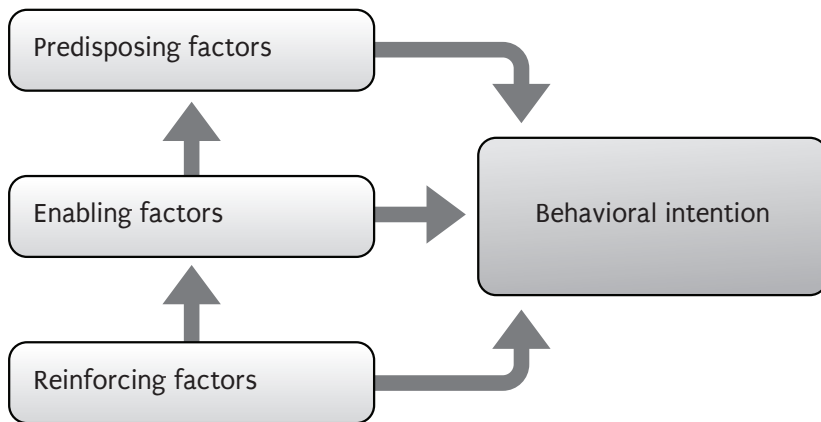 Predisposing factors
Enabling factors
Behavioral intention
Reinforcing factors